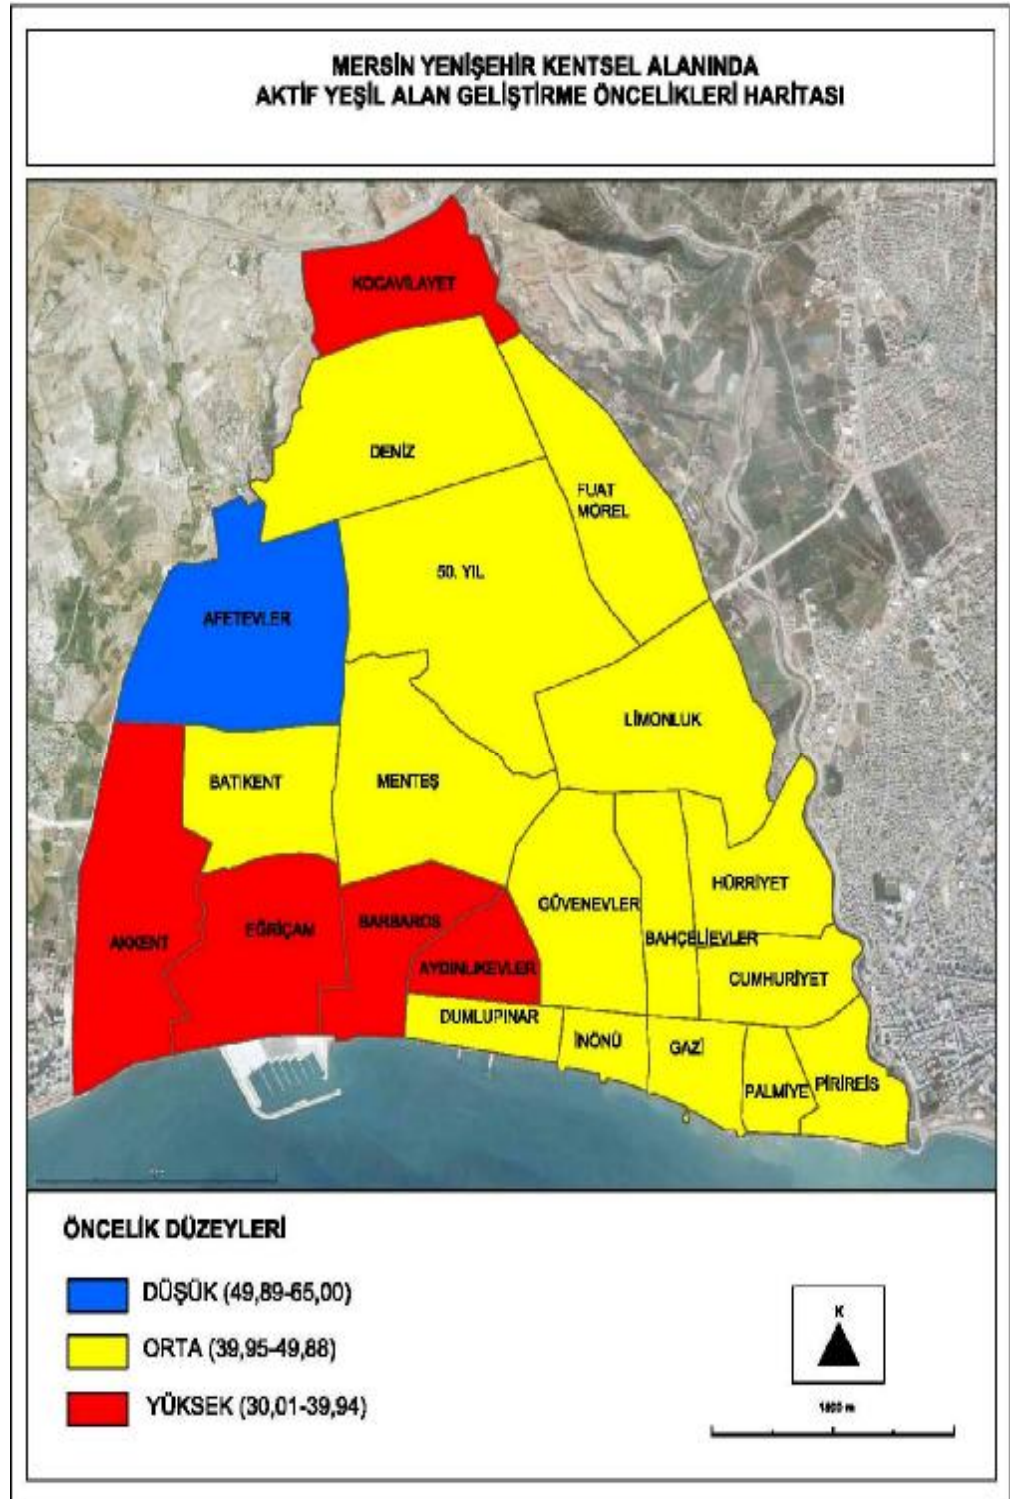 MERSİN YENİŞEHİR KENTSEL ALANINDA
AKTİF YEŞİL ALAN GELİŞTİRME ÖNCELİKLERİ HARİTASI
KOCAVİLAYET
DENİZ
FUAT
MOREL
50. YIL
AFETEVLER
LİMONLUK
BATIKENT
MENTEŞ
HÜRRİYET
GÜVENEVLER
BARBAROS
EĞRİÇAM
AKKENT
BAHÇELİEVLER
AYDINLIKEVLER
CUMHURİYET
DUMLUPINAR
İNÖNÜ
GAZİ
PALMİYE
PİRİREİS
ÖNCELİK DÜZEYLERİ
DÜŞÜK (49,89-65,00)
ORTA (39,95-49,88)
YÜKSEK (30,01-39,94)
K